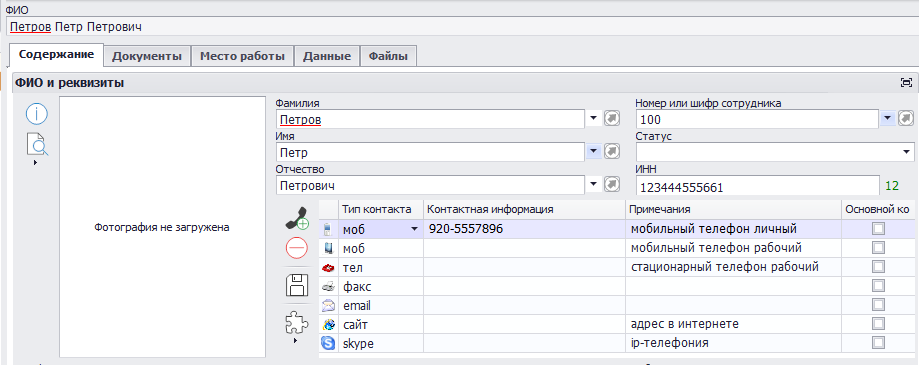 ФИО
Петров Петр Петрович
Содержание Документы Место работы Данные Файлы
ФИО и реквизиты
Фотография не загружена
Фамилия
Петров
Имя
Петр
Отчество
Петрович
Номер или шифр сотрудника
100
Статус
ИНН
123444555661 12
Тип контакта Контактная информация Примечания Основной ко
моб 920-5557896 мобильный телефон личный
моб мобильный телефон рабочий
тел стационарный телефон рабочий
факс
email
сайт адрес в интернете
skype ip-телефония